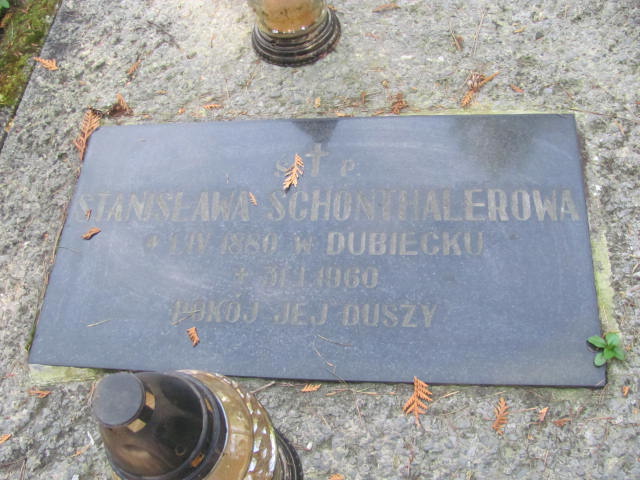 Ś † P.
STANISŁAWA SCHONTHALEROWA
* 1 IV 1880 W DUBIECKU
+ 31 I 1960
POKÓJ JEJ DUSZY